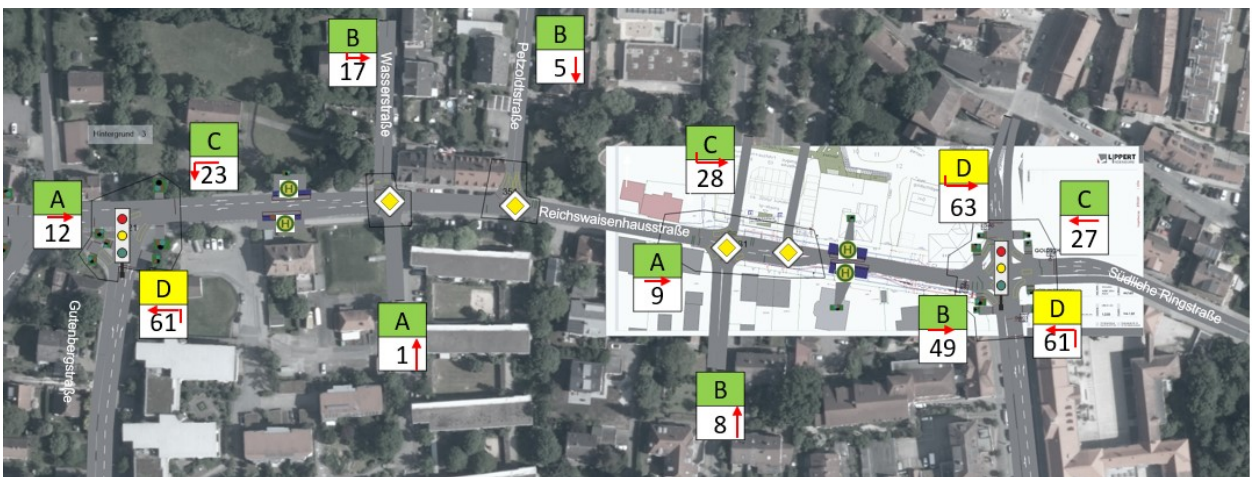 B
17
B
5
Wasserstraße
Petzoldtstraße
Hintergrund
C
23
H
H
A
12
D
61
Gutenbergstraße
A
1
Reichswaisenhausstraße
C
28
A
9
B
8
H
H
D
63
C
27
LIPPERT
B
49
D
61
Südliche Ringstraße